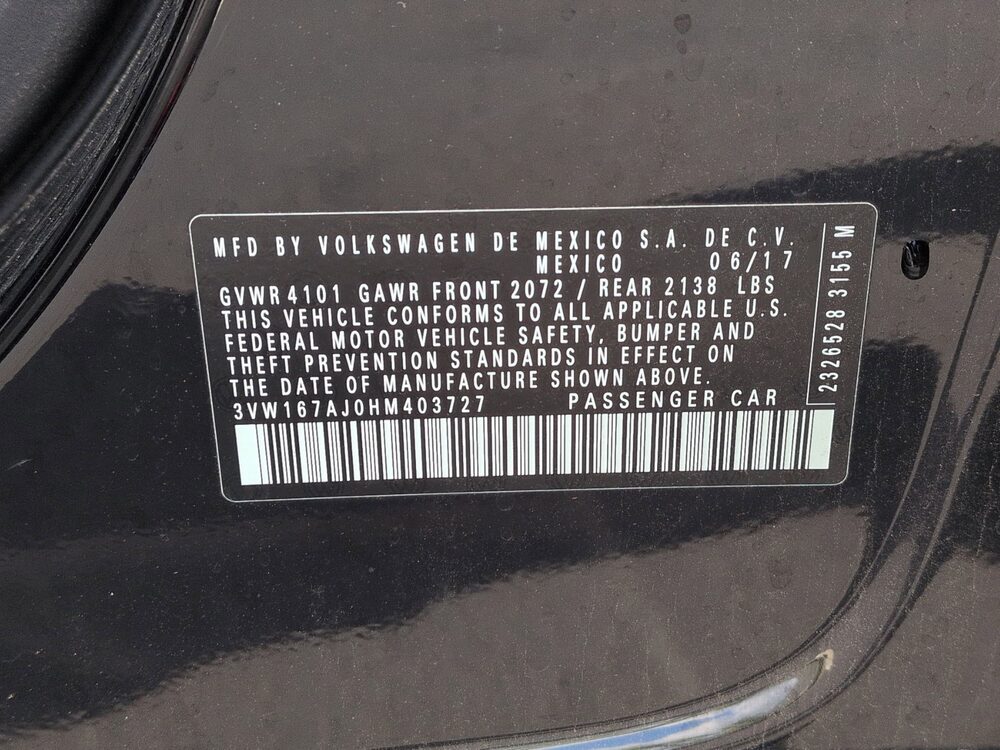 MFD BY VOLKSWAGEN DE MEXICO S.A. DE C.V.
MEXICO 06/17
GVWR 4101 GAWR FRONT 2072 / REAR 2138 LBS
THIS VEHICLE CONFORMS TO ALL APPLICABLE U.S.
FEDERAL MOTOR VEHICLE SAFETY, BUMPER AND
THEFT PREVENTION STANDARDS IN EFFECT ON
THE DATE OF MANUFACTURE SHOWN ABOVE.
3VW167AJ0HM403727 PASSENGER CAR
2326528 3155 M